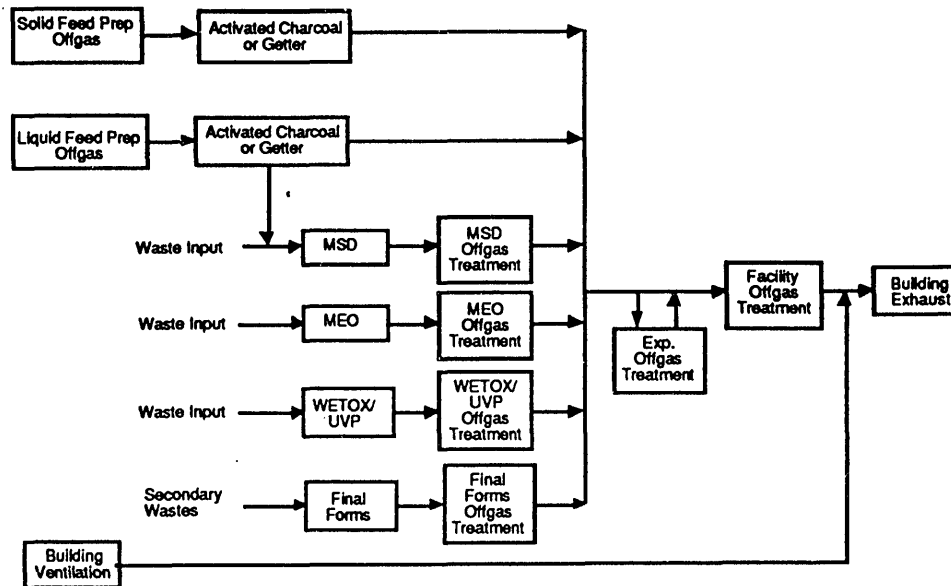 Solid Feed Prep
Offgas
Activated Charcoal
or Getter
Liquid Feed Prep
Offgas
Activated Charcoal
or Getter
Waste Input
MSD
MSD
Offgas
Treatment
Waste Input
MEO
MEO
Offgas
Treatment
Exp.
Offgas
Treatment
Facility
Offgas
Treatment
Building
Exhaust
Waste Input
WETOX/
UVP
WETOX/
UVP
Offgas
Treatment
Secondary
Wastes
Final
Forms
Final
Forms
Offgas
Treatment
Building
Ventilation